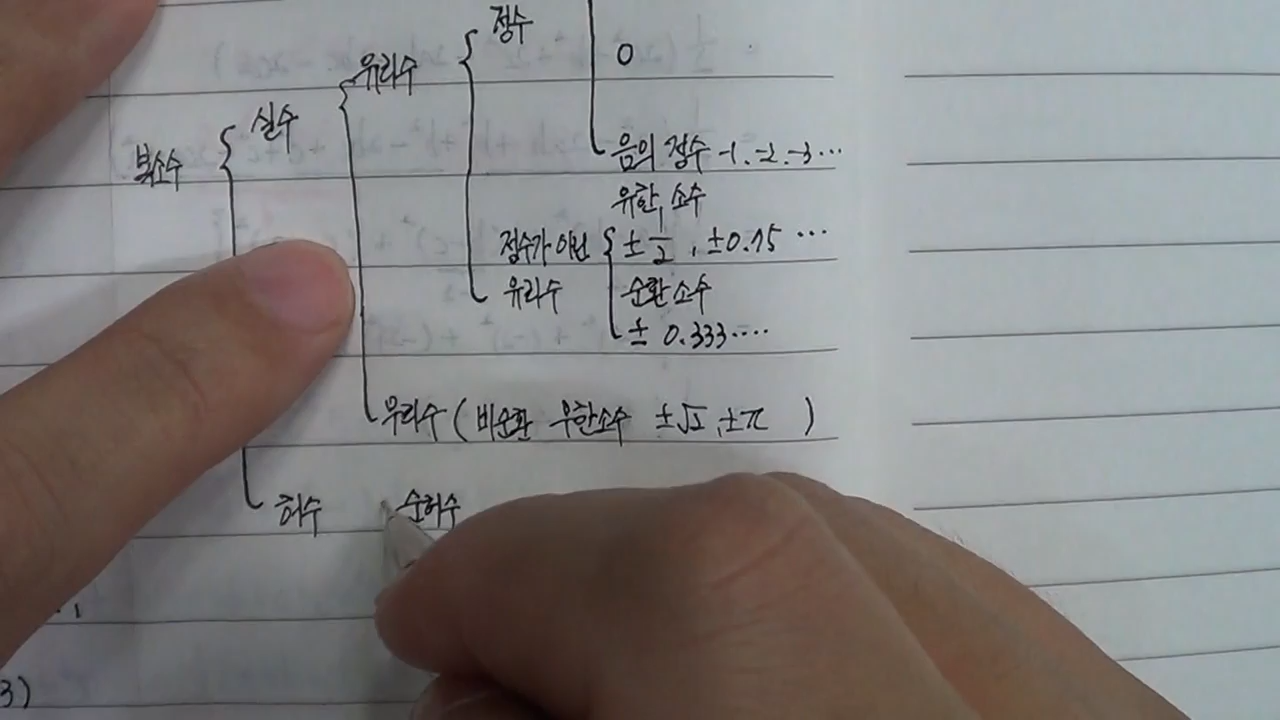 정수
0
유리수
실수
복소수
음의 정수 -1, -2, -3 ...
유한소수
정수가 아닌 ± 1/2, ±0.75 ...
유리수
순환소수
± 0.333....
무리수 (비순환 무한소수 ±√2, ±π )
허수 순허수
3)